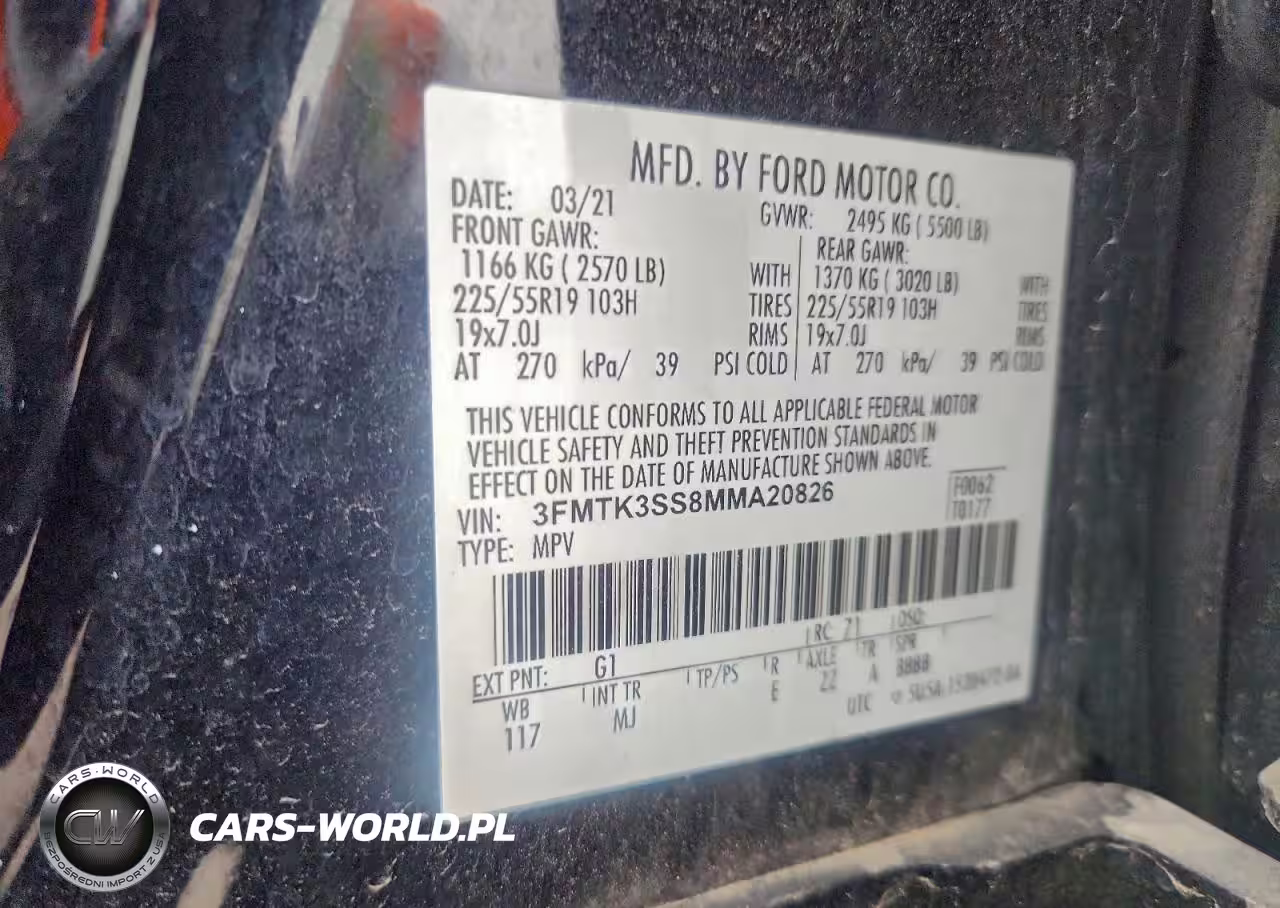 MFD. BY FORD MOTOR CO.
DATE: 03/21 GVWR: 2495 KG ( 5500 LB)
FRONT GAWR: REAR GAWR:
1166 KG ( 2570 LB) WITH 1370 KG ( 3020 LB) WITH
225/55R19 103H TIRES 225/55R19 103H TIRES
19x7.0J RIMS 19x7.0J RIMS
AT 270 kPa/ 39 PSI COLD AT 270 kPa/ 39 PSI COLD
THIS VEHICLE CONFORMS TO ALL APPLICABLE FEDERAL MOTOR
VEHICLE SAFETY AND THEFT PREVENTION STANDARDS IN
EFFECT ON THE DATE OF MANUFACTURE SHOWN ABOVE.
VIN: 3FMTK3SS8MMA20826 F0062
TYPE: MPV T0177
EXT PNT: G1 RC: 71 DSO:
WB INT TR TP/PS R AXLE TR SPR
117 MJ E 22 A BBBB
UTC
CARS-WORLD
CW
BEZPOŚREDNI IMPORT Z USA
CARS-WORLD.PL